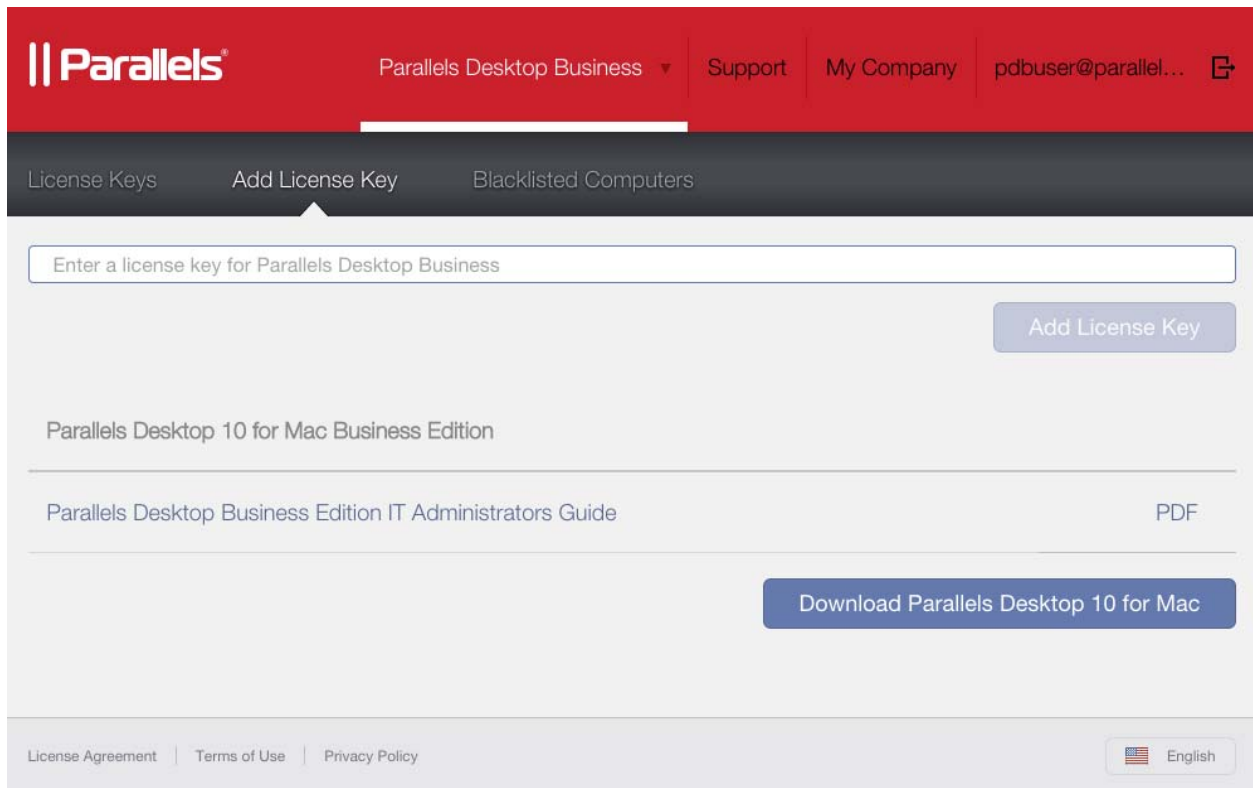 Parallels®
Parallels Desktop Business ▼ Support My Company pdbuser@parallel...
License Keys Add License Key Blacklisted Computers
Enter a license key for Parallels Desktop Business
Add License Key
Parallels Desktop 10 for Mac Business Edition
Parallels Desktop Business Edition IT Administrators Guide PDF
Download Parallels Desktop 10 for Mac
License Agreement | Terms of Use | Privacy Policy English